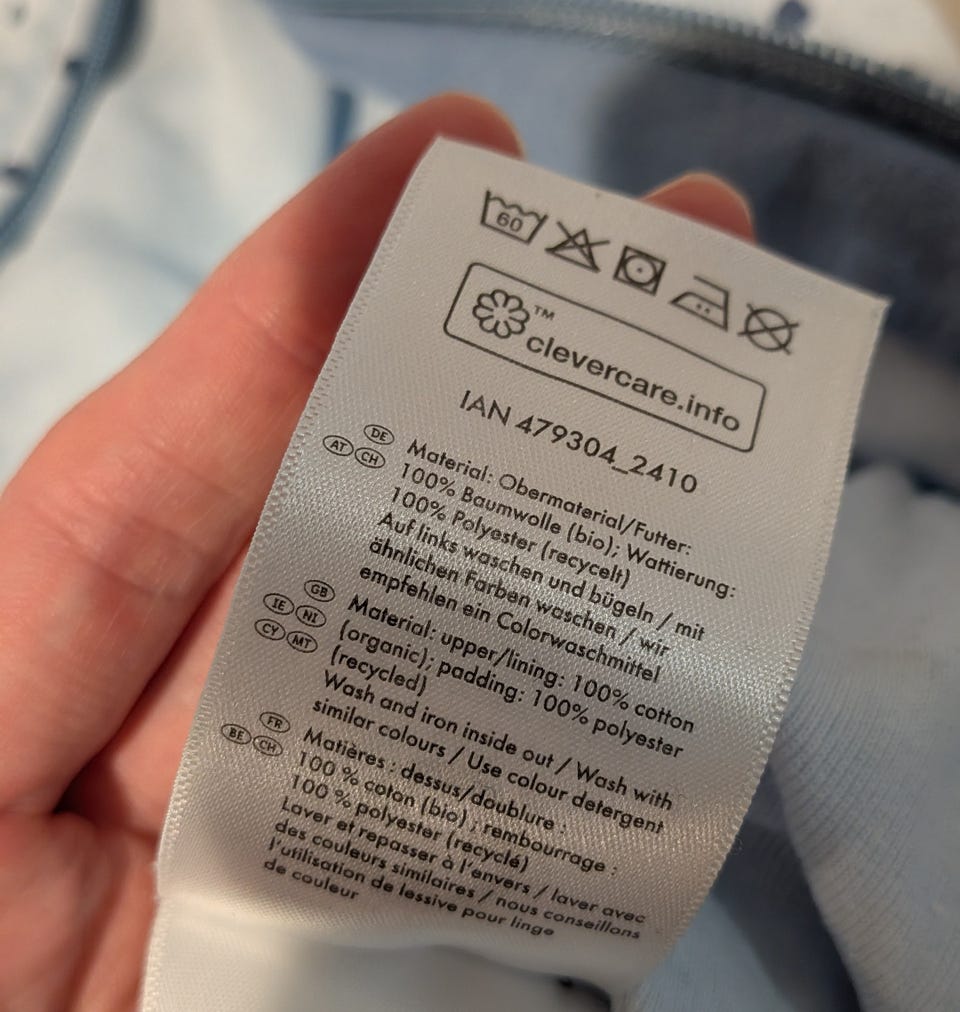 60
™
clevercare.info
IAN 479304_2410
DE
AT CH
Material: Obermaterial/Futter:
100% Baumwolle (bio); Wattierung:
100% Polyester (recycelt)
Auf links waschen und bügeln / mit
ähnlichen Farben waschen / wir
empfehlen ein Colorwaschmittel
GB
IE NI
CY MT
Material: upper/lining: 100% cotton
(organic); padding: 100% polyester
(recycled)
Wash and iron inside out / Wash with
similar colours / Use colour detergent
FR
BE CH
Matières : dessus/doublure :
100 % coton (bio) ; rembourrage :
100 % polyester (recyclé)
Laver et repasser à l’envers / laver avec
des couleurs similaires / nous conseillons
l’utilisation de lessive pour linge
de couleur